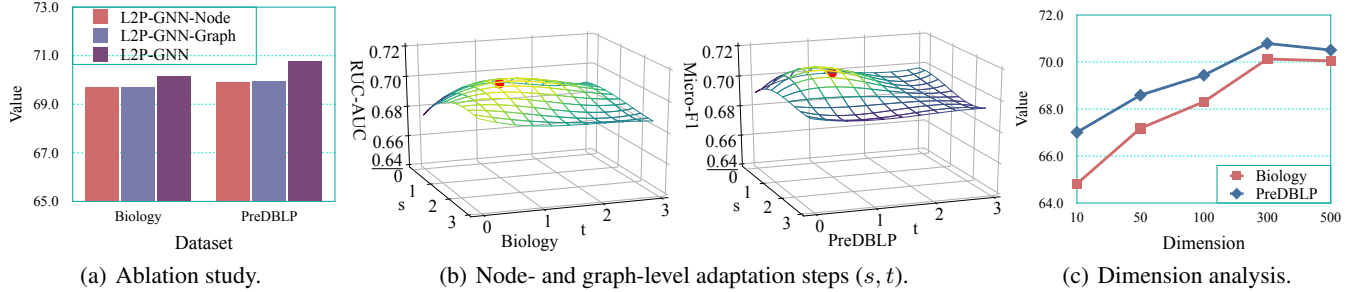 73.0
71.0
69.0
67.0
65.0
Value
L2P-GNN-Node
L2P-GNN-Graph
L2P-GNN
Biology
PreDBLP
Dataset
(a) Ablation study.
0.72
0.70
0.68
0.66
0.64
RUC-AUC
0
1
2
3
s
0
1
2
3
t
Biology
0.72
0.70
0.68
0.66
0.64
Micro-F1
0
1
2
3
s
0
1
2
3
t
PreDBLP
(b) Node- and graph-level adaptation steps (s, t).
72.0
70.0
68.0
66.0
64.0
Value
Biology
PreDBLP
10
50
100
300
500
Dimension
(c) Dimension analysis.